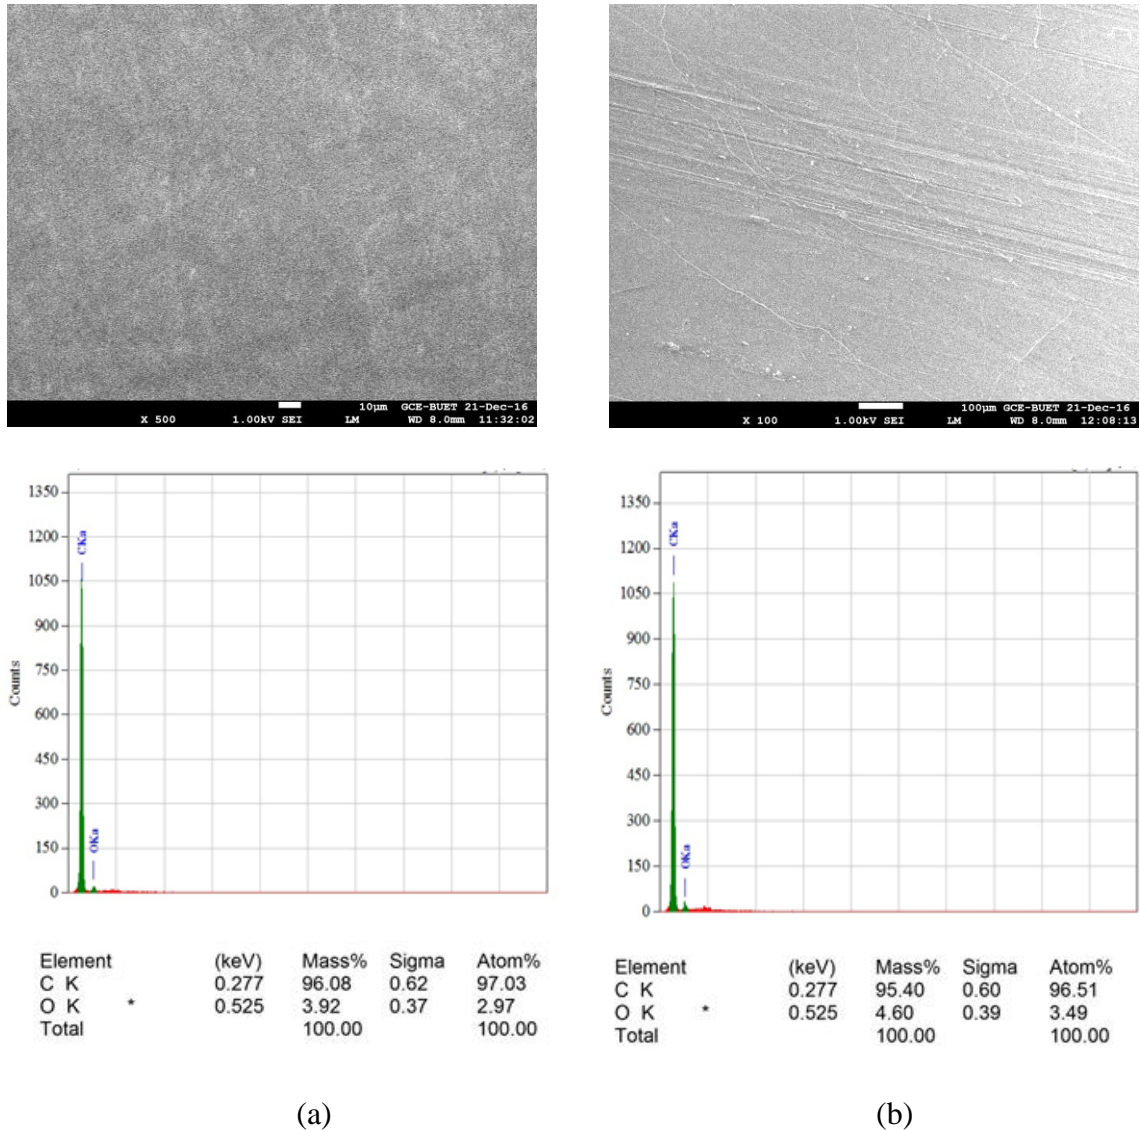 10µm GCE-BUET 21-Dec-16
X 500 1.00kV SEI LM WD 8.0mm 11:32:02
100µm GCE-BUET 21-Dec-16
X 100 1.00kV SEI LM WD 8.0mm 12:08:13
1350
1200
1050
900
750
600
450
300
150
0
Counts
CKa
OKa
1350
1200
1050
900
750
600
450
300
150
0
Counts
CKa
OKa
Element (keV) Mass% Sigma Atom%
C K 0.277 96.08 0.62 97.03
O K * 0.525 3.92 0.37 2.97
Total 100.00 100.00
Element (keV) Mass% Sigma Atom%
C K 0.277 95.40 0.60 96.51
O K * 0.525 4.60 0.39 3.49
Total 100.00 100.00
(a)
(b)